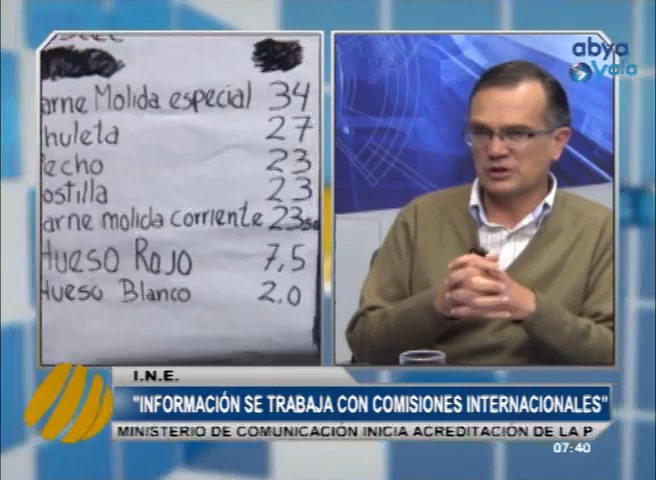 abya
yala
arne Molida especial 34
huleta 27
echo 23
ostilla 23
arne molida corriente 23
Hueso Rojo 7,5
Hueso Blanco 2.0
I.N.E.
"INFORMACIÓN SE TRABAJA CON COMISIONES INTERNACIONALES"
MINISTERIO DE COMUNICACIÓN INICIA ACREDITACIÓN DE LA P
07:40